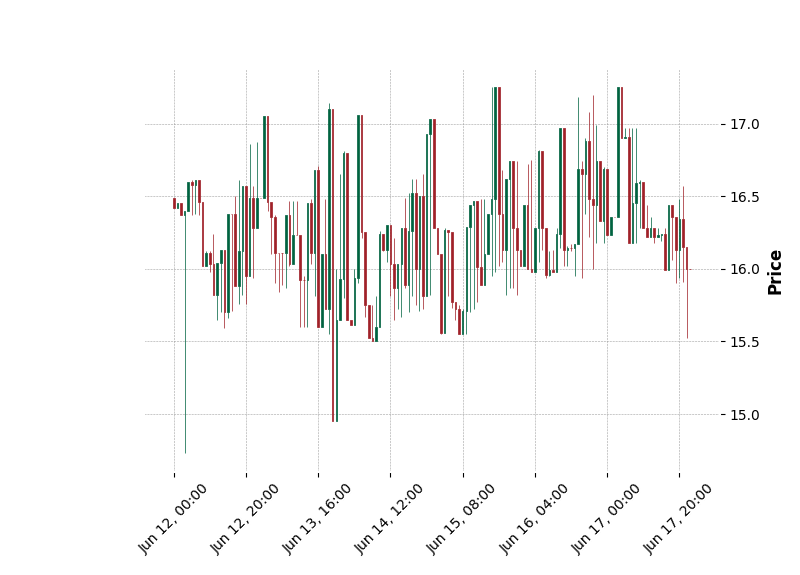 17.0
16.5
16.0
15.5
15.0
Price
Jun 12, 00:00
Jun 12, 20:00
Jun 13, 16:00
Jun 14, 12:00
Jun 15, 08:00
Jun 16, 04:00
Jun 17, 00:00
Jun 17, 20:00